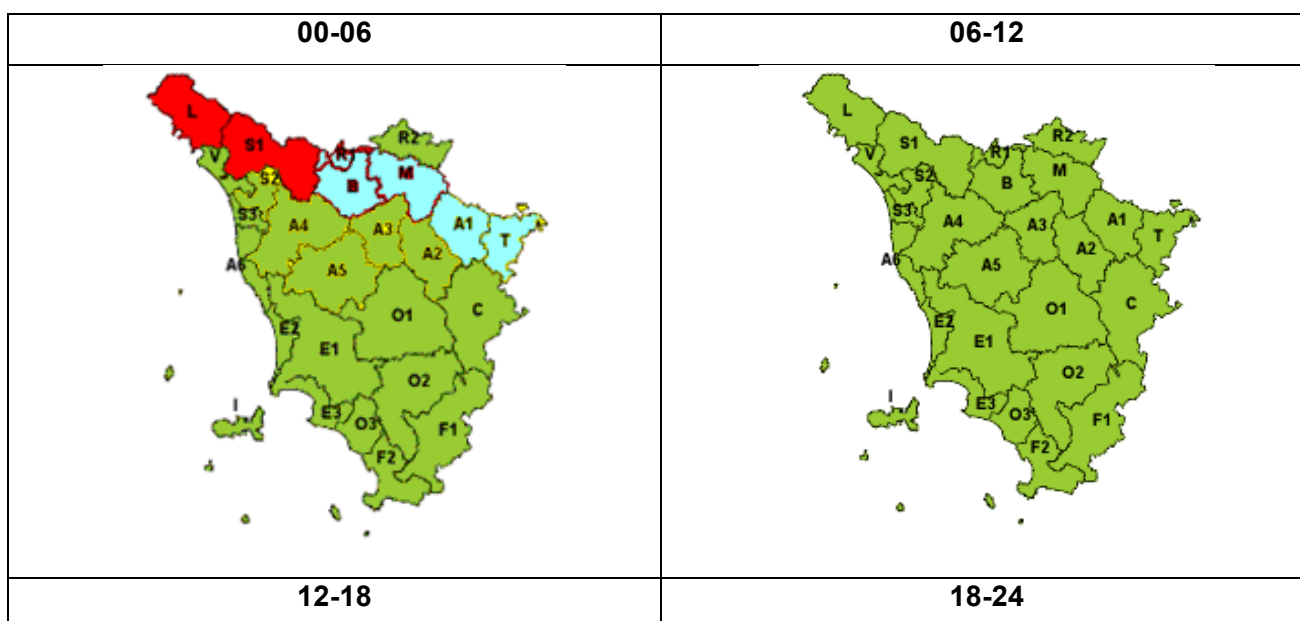 00-06 06-12
L
S1
V
S2
R1
R2
B
M
S3
A4
A3
A1
T
A2
A6
A5
E2
O1
C
E1
O2
I
E3
O3
F1
F2
L
S1
V
S2
R1
R2
B
M
S3
A4
A3
A1
T
A2
A6
A5
E2
O1
C
E1
O2
I
E3
O3
F1
F2
12-18 18-24